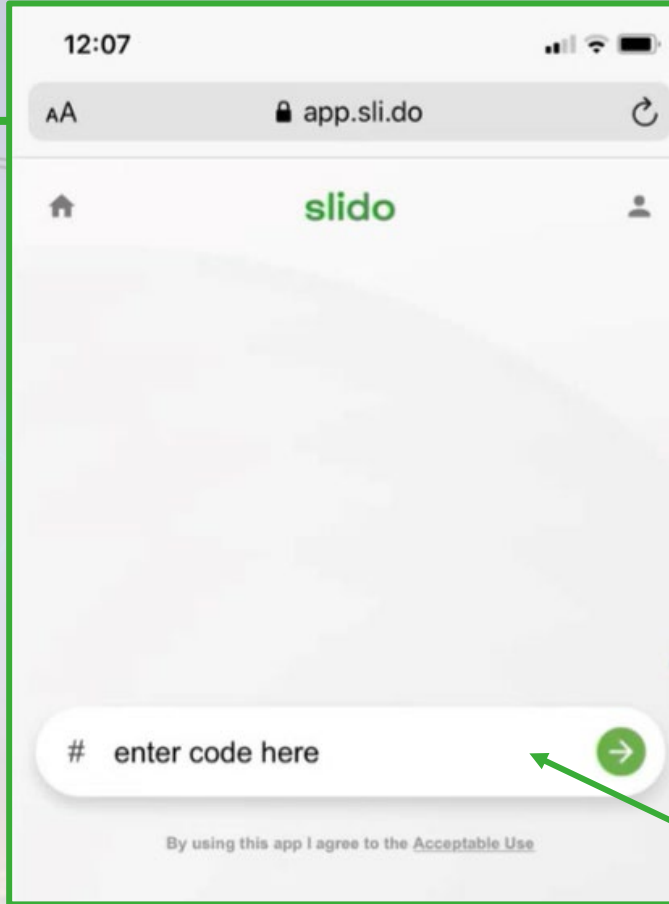 12:07
AA app.sli.do
slido
# enter code here
By using this app I agree to the Acceptable Use